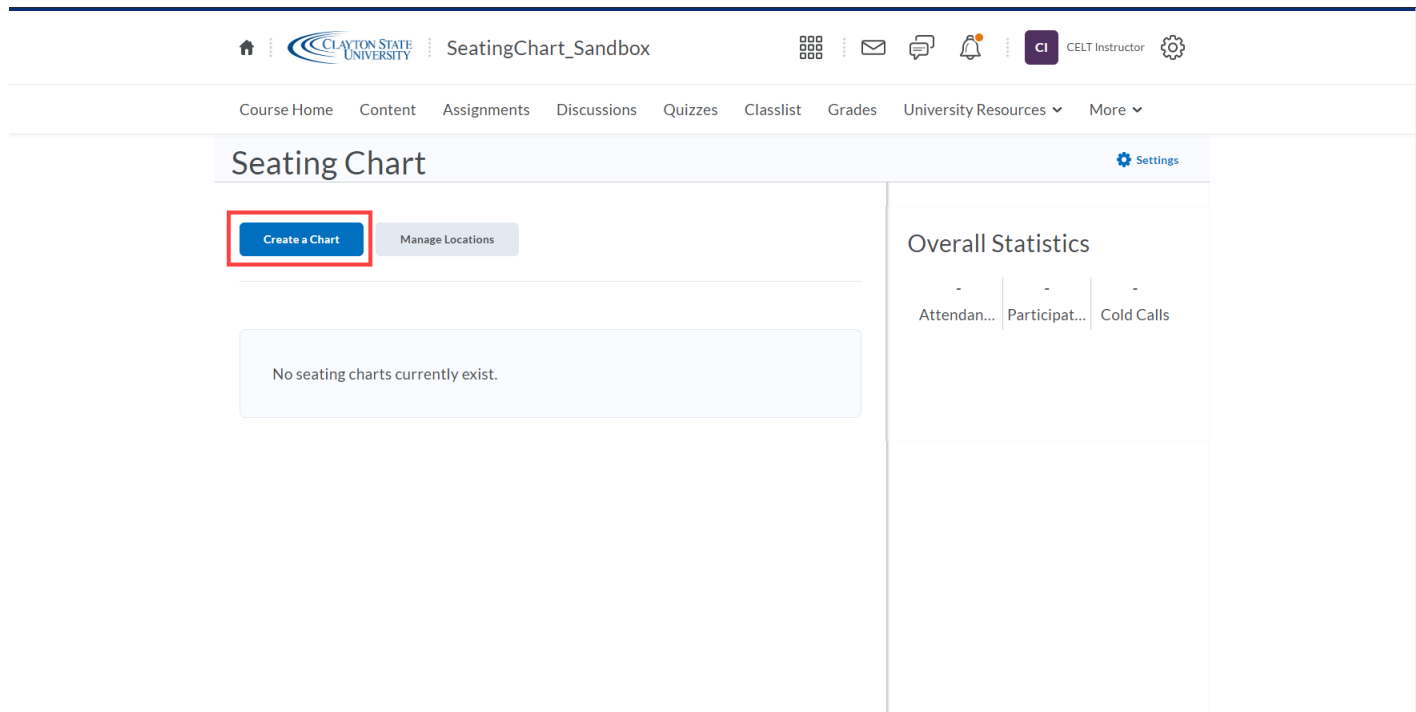 CLAYTON STATE
UNIVERSITY
SeatingChart_Sandbox
CI
CELT Instructor
Course Home Content Assignments Discussions Quizzes Classlist Grades University Resources More
Seating Chart
Settings
Create a Chart
Manage Locations
No seating charts currently exist.
Overall Statistics
- - -
Attendan... Participat... Cold Calls